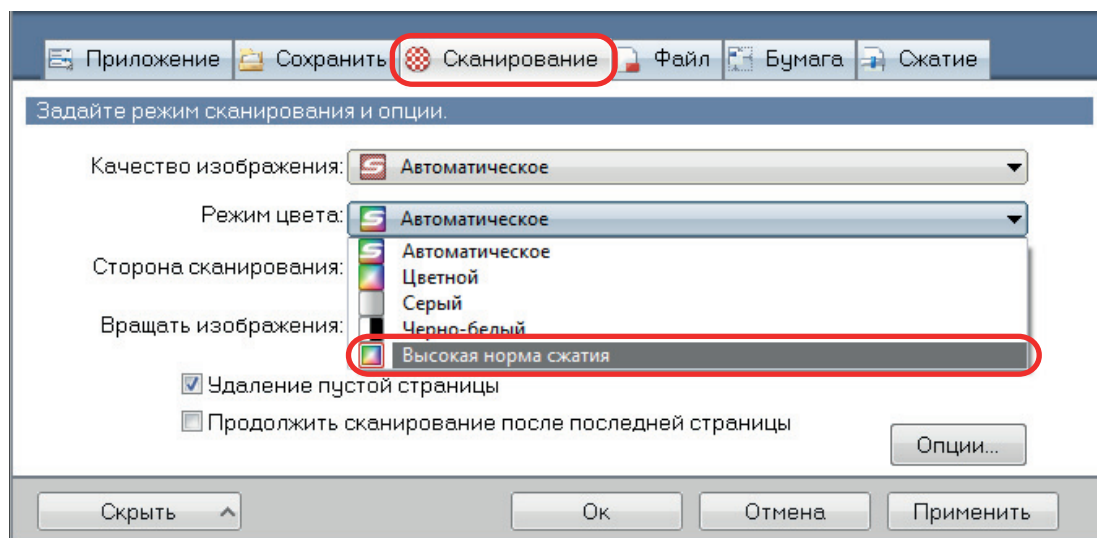 Приложение Сохранить Сканирование Файл Бумага Сжатие
Задайте режим сканирования и опции.
Качество изображения: Автоматическое
Режим цвета: Автоматическое
Автоматическое
Сторона сканирования: Цветной
Серый
Вращать изображения: Черно-белый
Высокая норма сжатия
Удаление пустой страницы
Продолжить сканирование после последней страницы
Опции...
Скрыть Ок Отмена Применить